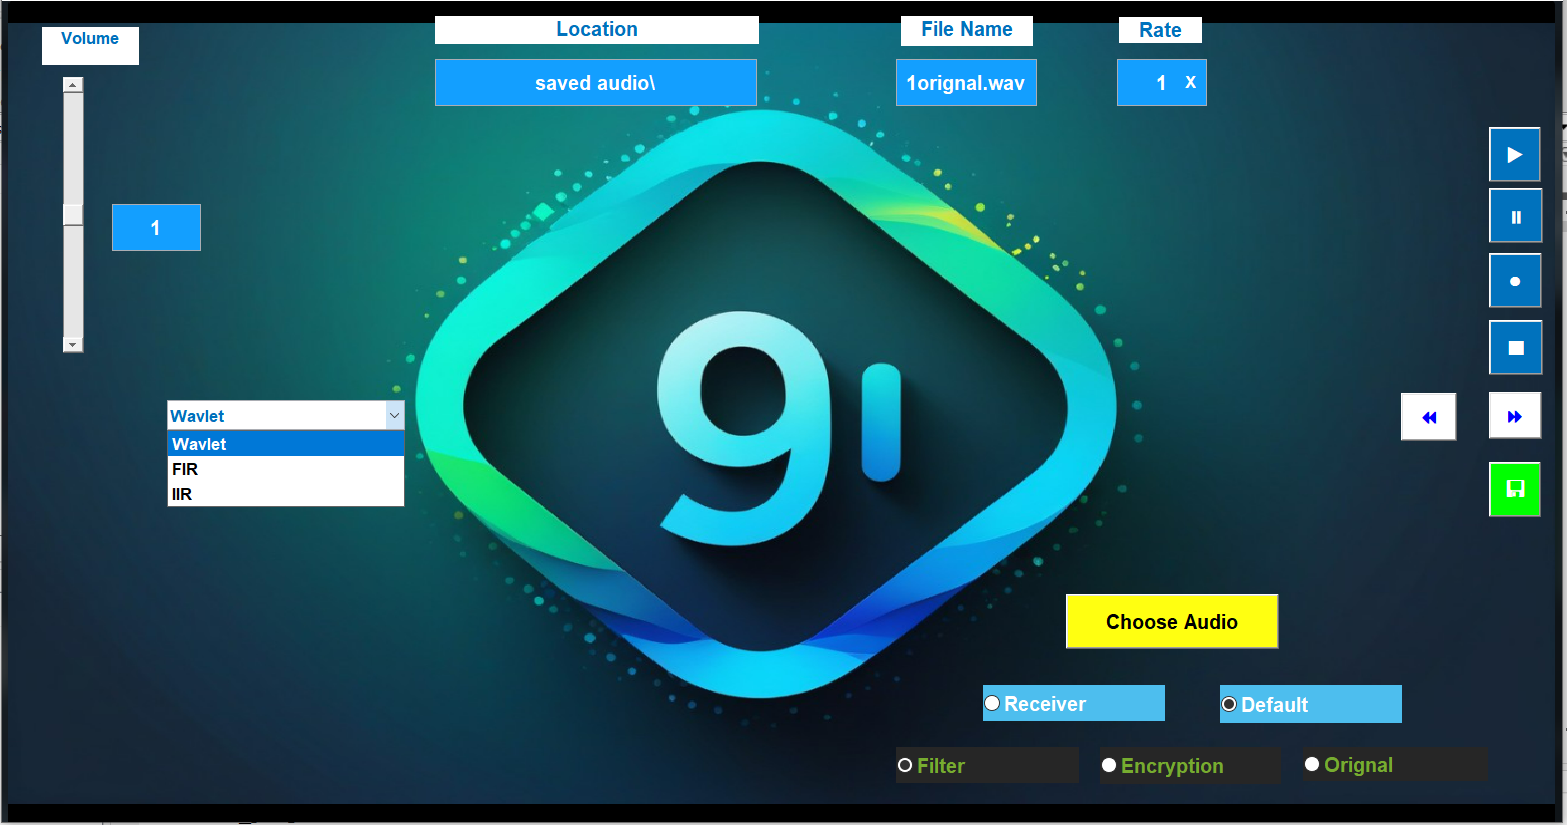 Volume
Location
File Name
Rate
saved audio\
1orignal.wav
1 X
1
Wavlet
Wavlet
FIR
IIR
9
Choose Audio
Receiver
Default
Filter
Encryption
Orignal